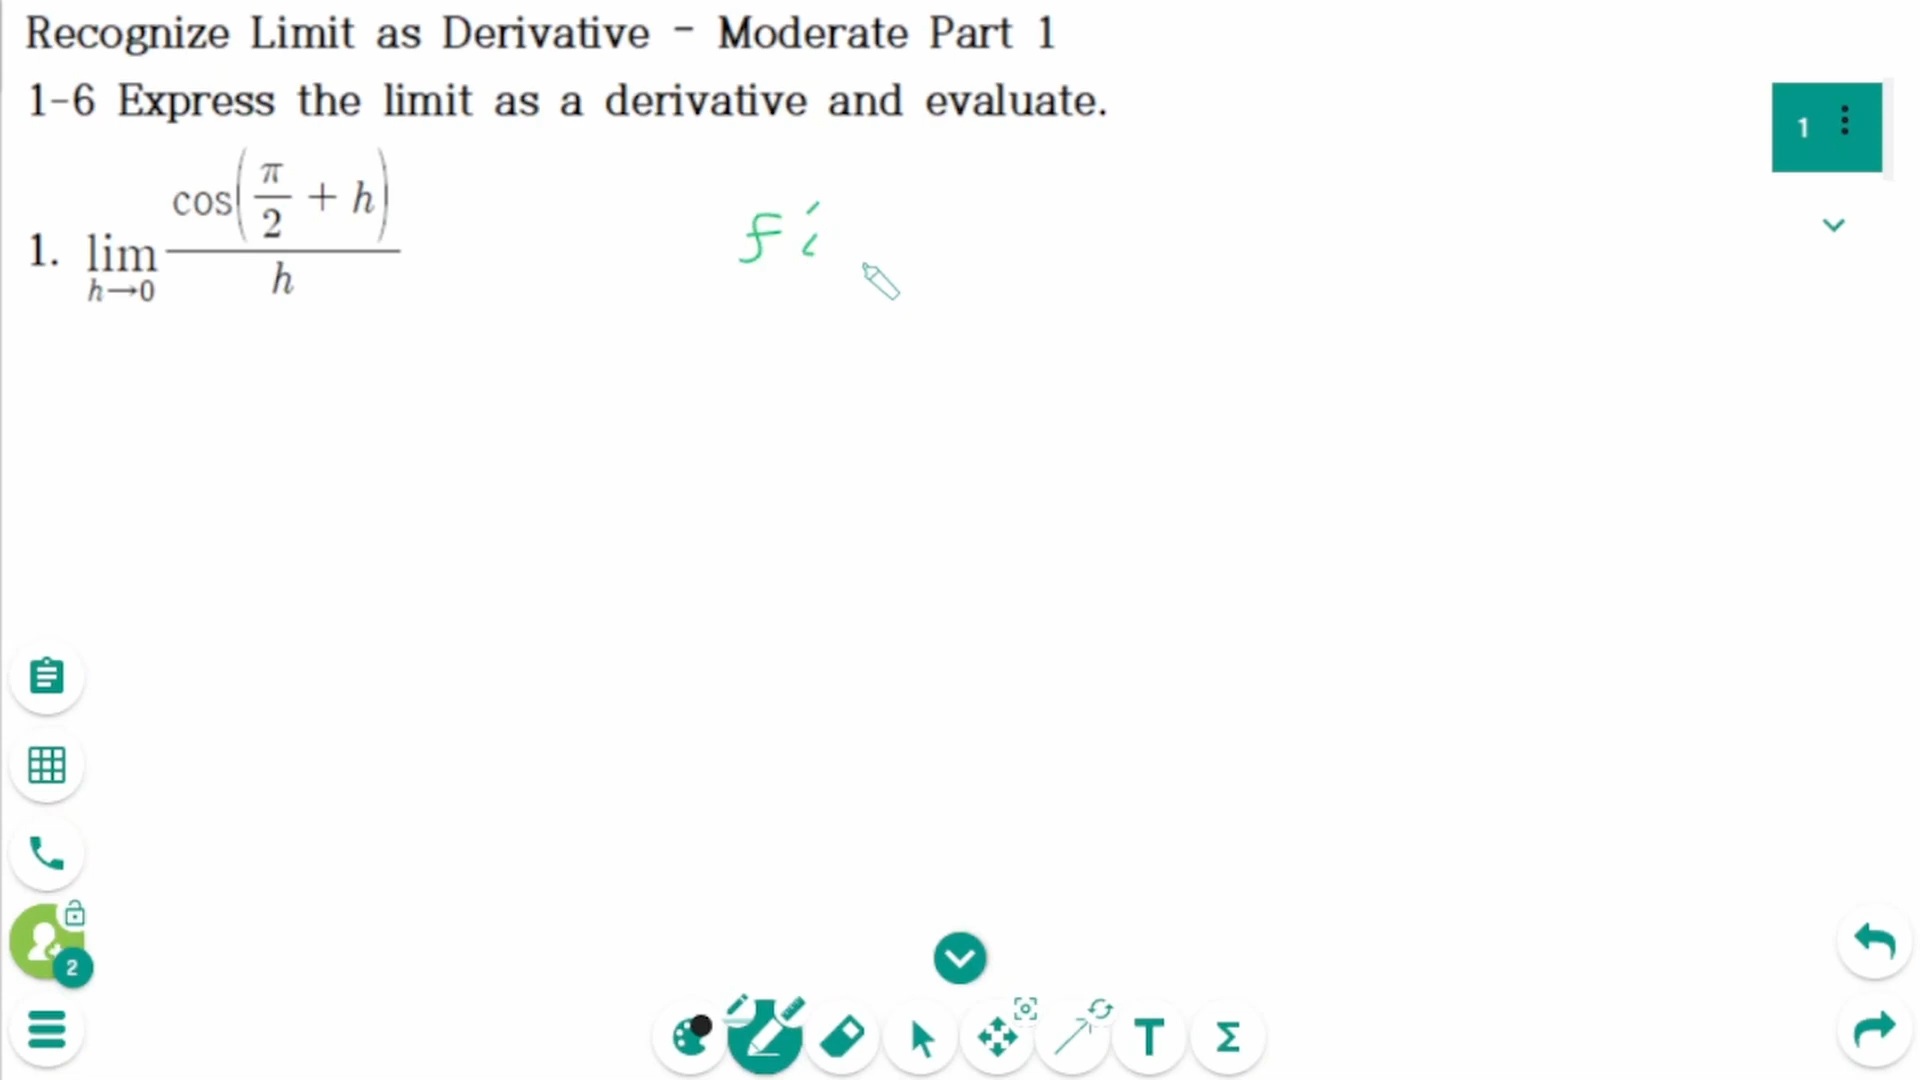 Recognize Limit as Derivative - Moderate Part 1
1-6 Express the limit as a derivative and evaluate.
1. lim h→0 cos(π/2 + h) / h
f'(
1
2
T
Σ